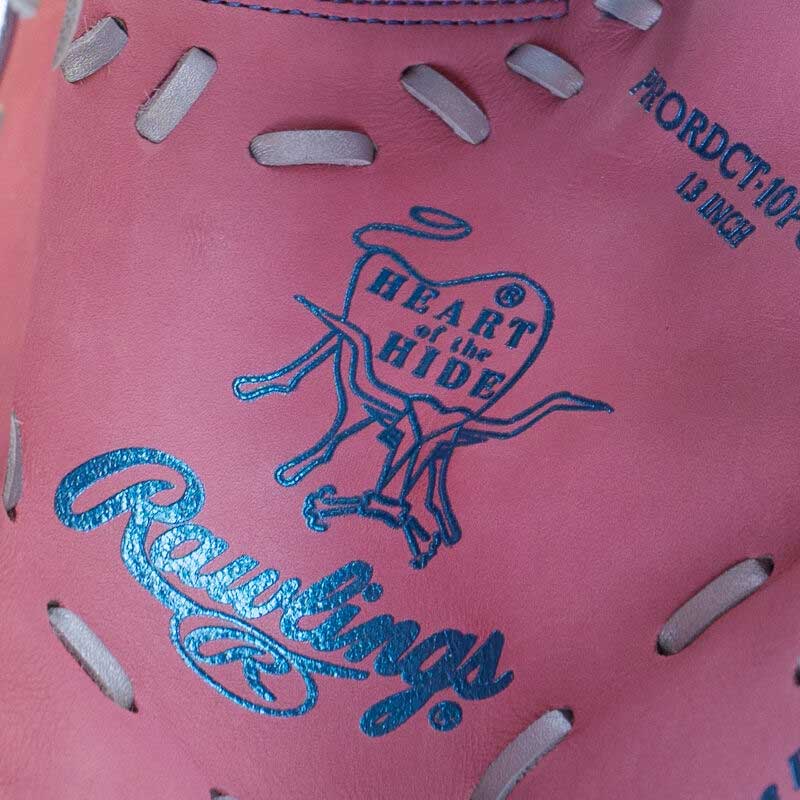 PRORDCT-10P
13 INCH
HEART ®
of the
HIDE
Rawlings
R ®